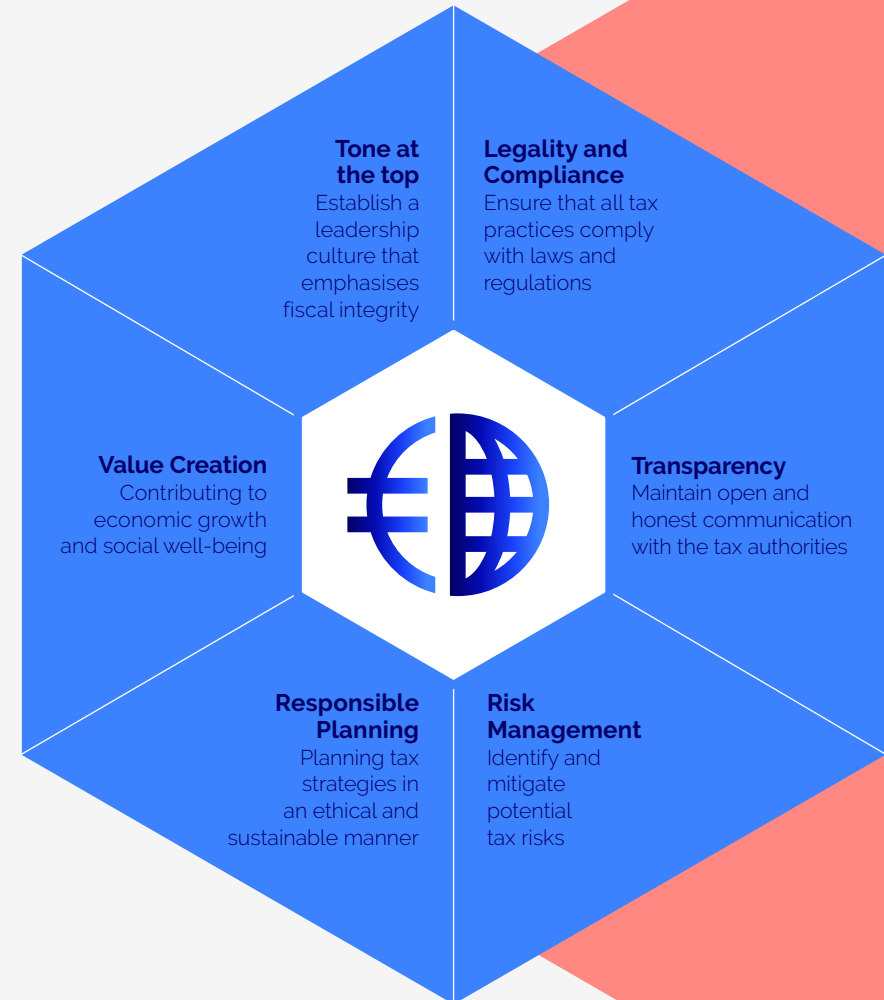 Tone at
the top
Establish a
leadership
culture that
emphasises
fiscal integrity
Legality and
Compliance
Ensure that all tax
practices comply
with laws and
regulations
Value Creation
Contributing to
economic growth
and social well-being
Transparency
Maintain open and
honest communication
with the tax authorities
Responsible
Planning
Planning tax
strategies in
an ethical and
sustainable manner
Risk
Management
Identify and
mitigate
potential
tax risks